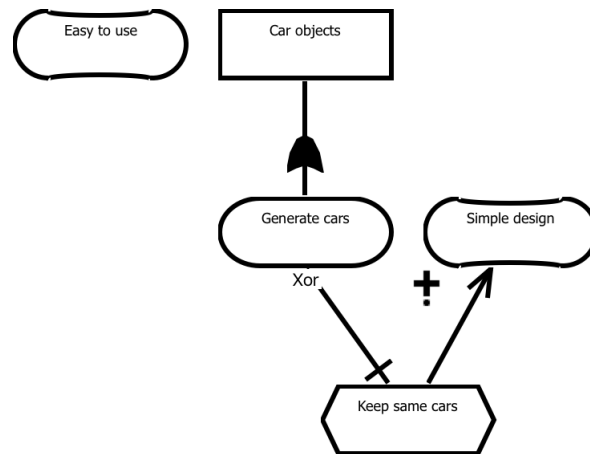 Easy to use
Car objects
Generate cars
Simple design
Xor
Keep same cars